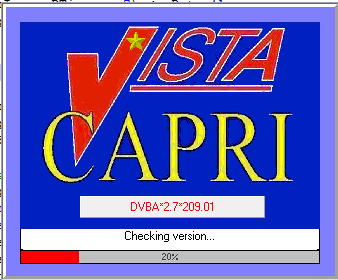 VISTA
CAPRI
DVBA*2.7*209.01
Checking version...
20%